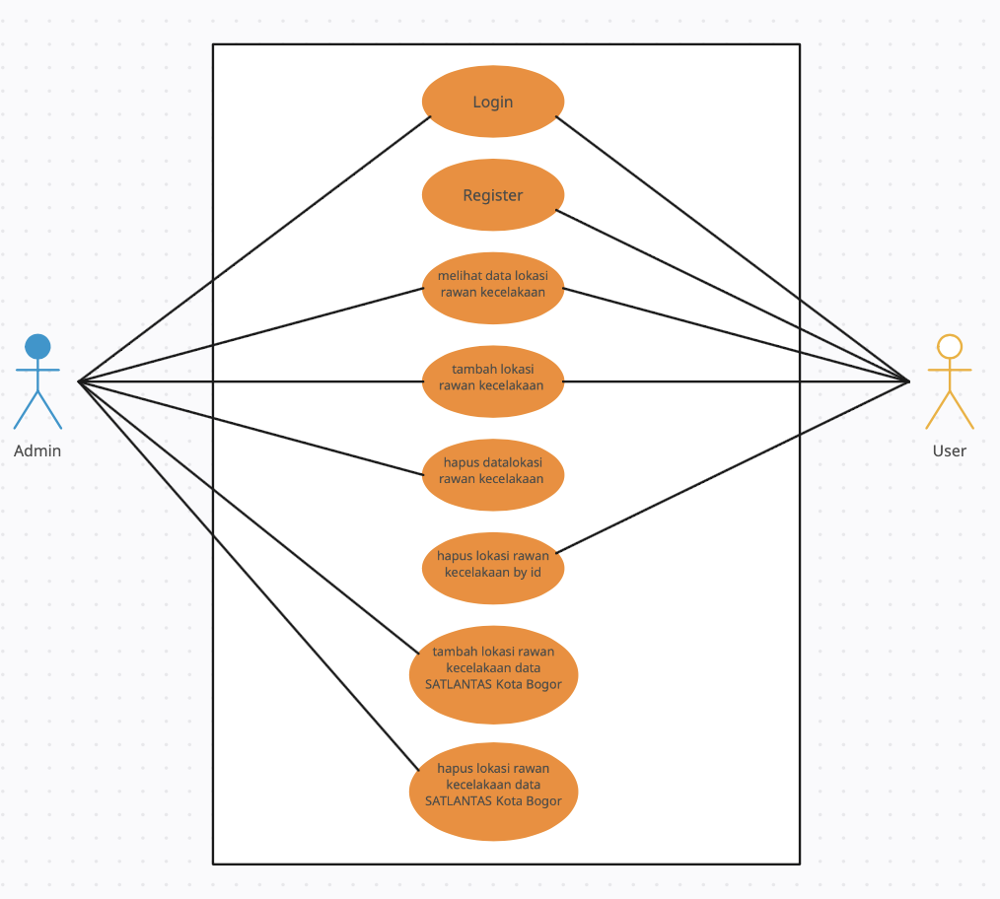 Login
Register
melihat data lokasi
rawan kecelakaan
tambah lokasi
rawan kecelakaan
Admin
User
hapus datalokasi
rawan kecelakaan
hapus lokasi rawan
kecelakaan by id
tambah lokasi rawan
kecelakaan data
SATLANTAS Kota Bogor
hapus lokasi rawan
kecelakaan data
SATLANTAS Kota Bogor